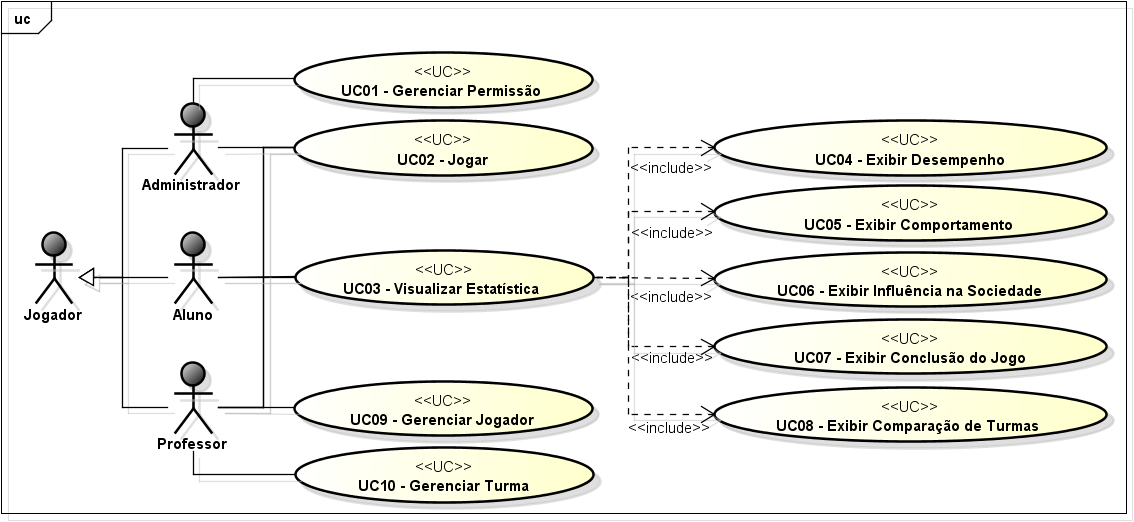 uc
<<UC>>
UC01 - Gerenciar Permissão
<<UC>>
UC02 - Jogar
Administrador
<<UC>>
UC03 - Visualizar Estatística
Jogador
Aluno
<<UC>>
UC09 - Gerenciar Jogador
Professor
<<UC>>
UC10 - Gerenciar Turma
<<include>>
<<UC>>
UC04 - Exibir Desempenho
<<include>>
<<UC>>
UC05 - Exibir Comportamento
<<include>>
<<UC>>
UC06 - Exibir Influência na Sociedade
<<include>>
<<UC>>
UC07 - Exibir Conclusão do Jogo
<<include>>
<<UC>>
UC08 - Exibir Comparação de Turmas